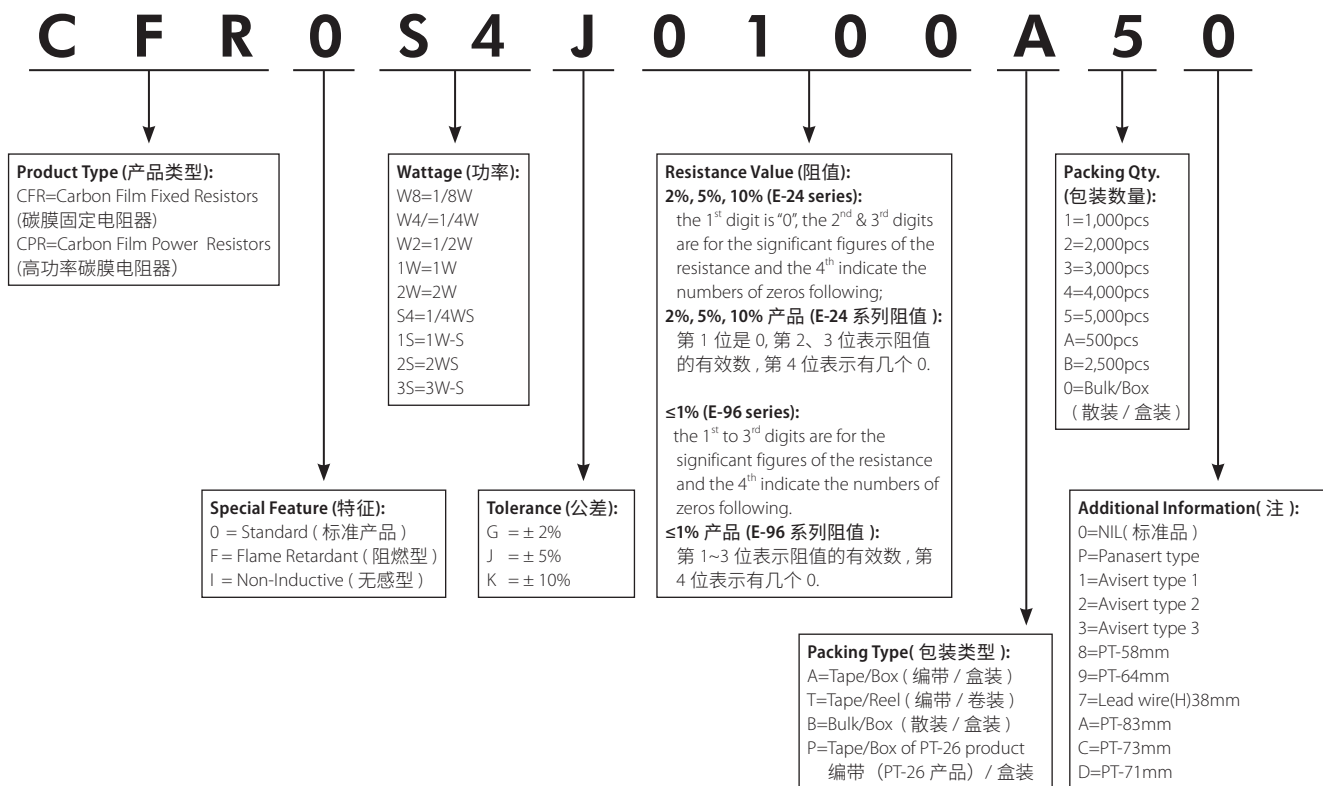 C F R 0 S 4 J 0 1 0 0 A 5 0
Product Type (产品类型):
CFR=Carbon Film Fixed Resistors
(碳膜固定电阻器)
CPR=Carbon Film Power Resistors
(高功率碳膜电阻器）
Wattage (功率):
W8=1/8W
W4/=1/4W
W2=1/2W
1W=1W
2W=2W
S4=1/4WS
1S=1W-S
2S=2WS
3S=3W-S
Resistance Value (阻值):
2%, 5%, 10% (E-24 series):
the 1st digit is “0”, the 2nd & 3rd digits
are for the significant figures of the
resistance and the 4th indicate the
numbers of zeros following;
2%, 5%, 10% 产品 (E-24 系列阻值 ):
第 1 位是 0, 第 2、3 位表示阻值
的有效数 , 第 4 位表示有几个 0.
≤1% (E-96 series):
the 1st to 3rd digits are for the
significant figures of the resistance
and the 4th indicate the numbers of
zeros following.
≤1% 产品 (E-96 系列阻值 ):
第 1~3 位表示阻值的有效数 , 第
4 位表示有几个 0.
Packing Qty.
(包装数量):
1=1,000pcs
2=2,000pcs
3=3,000pcs
4=4,000pcs
5=5,000pcs
A=500pcs
B=2,500pcs
0=Bulk/Box
（ 散装 / 盒装 ）
Special Feature (特征):
0 = Standard ( 标准产品 )
F = Flame Retardant ( 阻燃型 )
I = Non-Inductive ( 无感型 )
Tolerance (公差):
G = ± 2%
J = ± 5%
K = ± 10%
Packing Type( 包装类型 ):
A=Tape/Box ( 编带 / 盒装 )
T=Tape/Reel ( 编带 / 卷装 )
B=Bulk/Box ( 散装 / 盒装 )
P=Tape/Box of PT-26 product
编带（PT-26 产品）/ 盒装
Additional Information( 注 ):
0=NIL( 标准品 )
P=Panasert type
1=Avisert type 1
2=Avisert type 2
3=Avisert type 3
8=PT-58mm
9=PT-64mm
7=Lead wire(H)38mm
A=PT-83mm
C=PT-73mm
D=PT-71mm